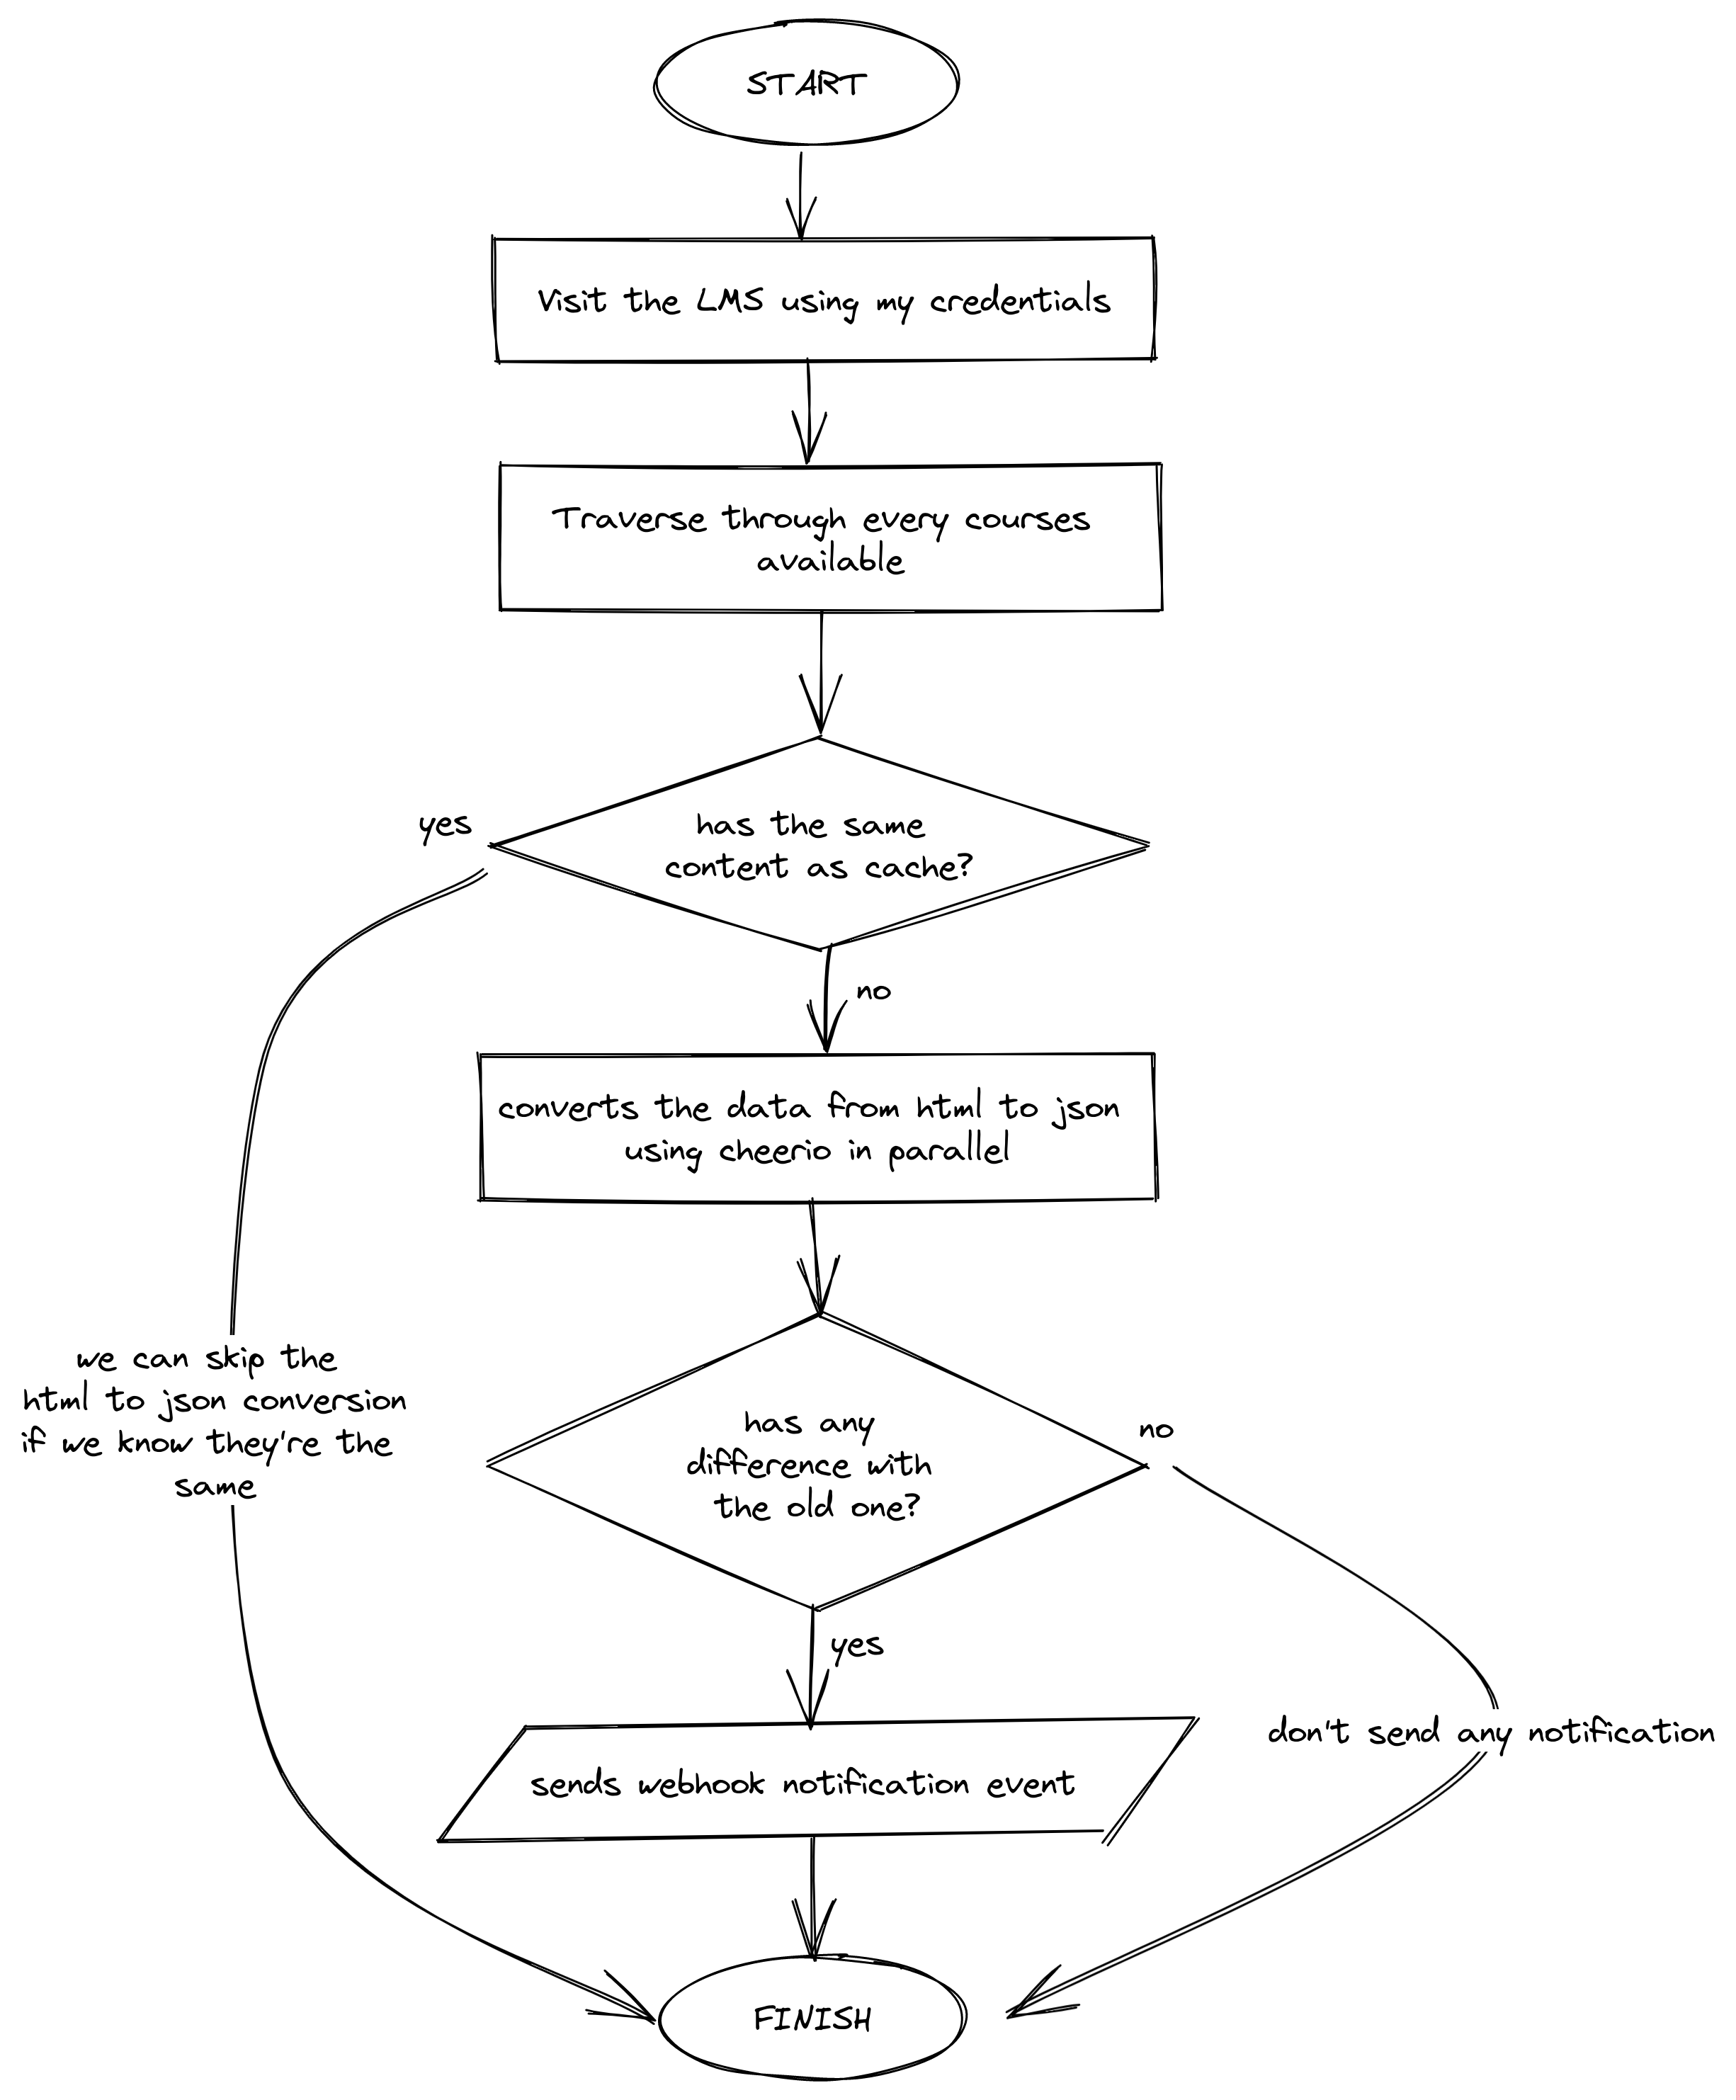 START
Visit the LMS using my credentials
Traverse through every courses
available
yes
has the same
content as cache?
no
converts the data from html to json
using cheerio in parallel
we can skip the
html to json conversion
if we know they're the
same
has any
difference with
the old one?
no
yes
don't send any notification
sends webhook notification event
FINISH